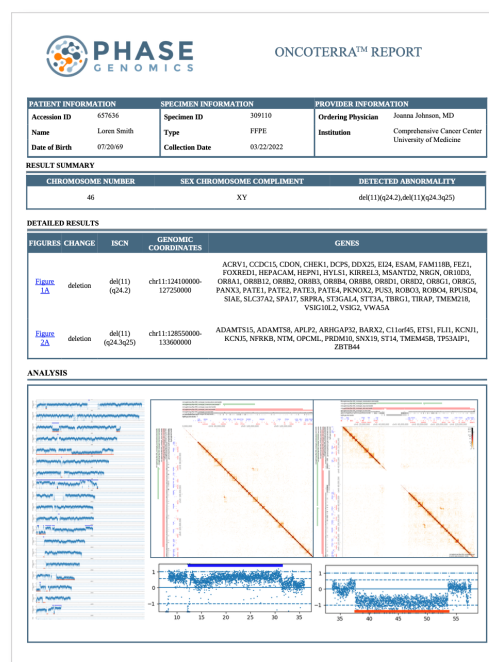 PHASE
GENOMICS
ONCOTERRA™ REPORT
PATIENT INFORMATION SPECIMEN INFORMATION PROVIDER INFORMATION
Accession ID 657636 Specimen ID 309110 Ordering Physician Joanna Johnson, MD
Name Loren Smith Type FFPE Institution Comprehensive Cancer Center
University of Medicine
Date of Birth 07/20/69 Collection Date 03/22/2022
RESULT SUMMARY
CHROMOSOME NUMBER SEX CHROMOSOME COMPLIMENT DETECTED ABNORMALITY
46 XY del(11)(q24.2),del(11)(q24.3q25)
DETAILED RESULTS
FIGURES CHANGE ISCN GENOMIC COORDINATES GENES
ACRV1, CCDC15, CDON, CHEK1, DCPS, DDX25, EI24, ESAM, FAM118B, FEZ1,
FOXRED1, HEPACAM, HEPN1, HYLS1, KIRREL3, MSANTD2, NRGN, OR10D3,
Figure 1A deletion del(11) (q24.2) chr11:124100000-127250000 OR8A1, OR8B12, OR8B2, OR8B3, OR8B4, OR8B8, OR8D1, OR8D2, OR8G1, OR8G5,
PANX3, PATE1, PATE2, PATE3, PATE4, PKNOX2, PUS3, ROBO3, ROBO4, RPUSD4,
SIAE, SLC37A2, SPA17, SRPRA, ST3GAL4, STT3A, TBRG1, TIRAP, TMEM218,
VSIG10L2, VSIG2, VWA5A
Figure 2A deletion del(11) (q24.3q25) chr11:128550000-133600000 ADAMTS15, ADAMTS8, APLP2, ARHGAP32, BARX2, C11orf45, ETS1, FLI1, KCNJ1,
KCNJ5, NFRKB, NTM, OPCML, PRDM10, SNX19, ST14, TMEM45B, TP53AIP1,
ZBTB44
ANALYSIS
1
0
−1
10 15 20 25 30 35
1
0
−1
35 40 45 50 55